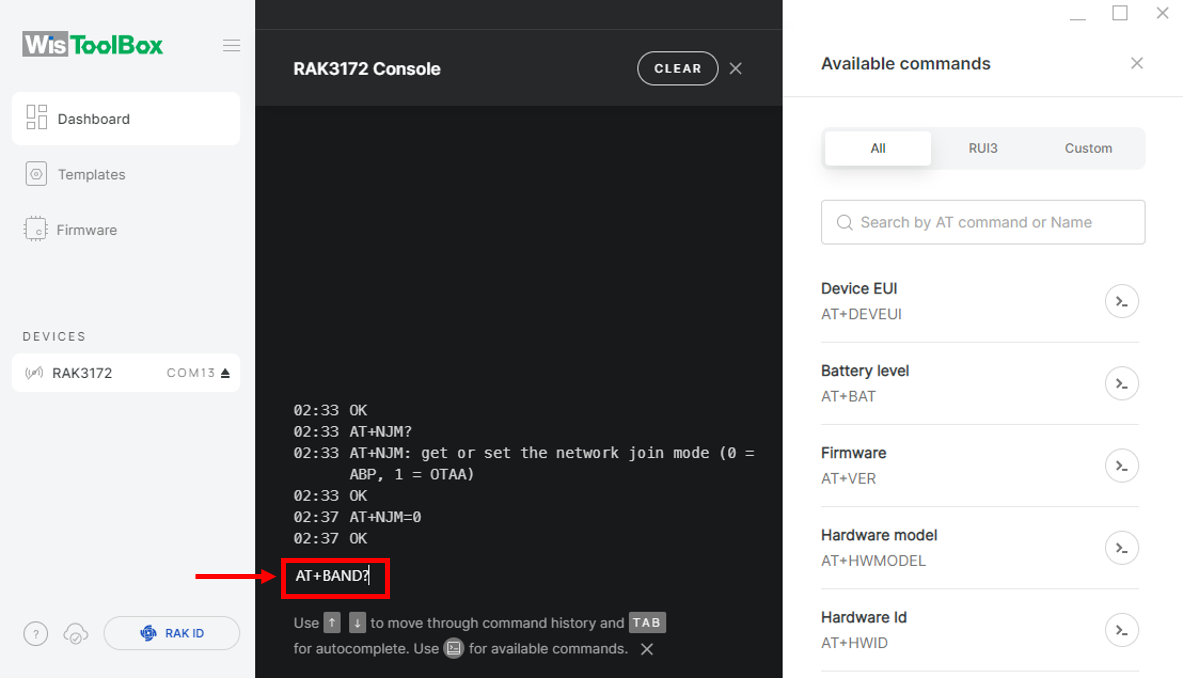 WisToolBox
Dashboard
Templates
Firmware
DEVICES
RAK3172 COM13
?
RAK ID
RAK3172 Console
CLEAR
02:33 OK
02:33 AT+NJM?
02:33 AT+NJM: get or set the network join mode (0 =
ABP, 1 = OTAA)
02:33 OK
02:37 AT+NJM=0
02:37 OK
AT+BAND?
Use ↑ ↓ to move through command history and TAB
for autocomplete. Use for available commands.
Available commands
All RUI3 Custom
Search by AT command or Name
Device EUI
AT+DEVEUI
Battery level
AT+BAT
Firmware
AT+VER
Hardware model
AT+HWMODEL
Hardware Id
AT+HWID